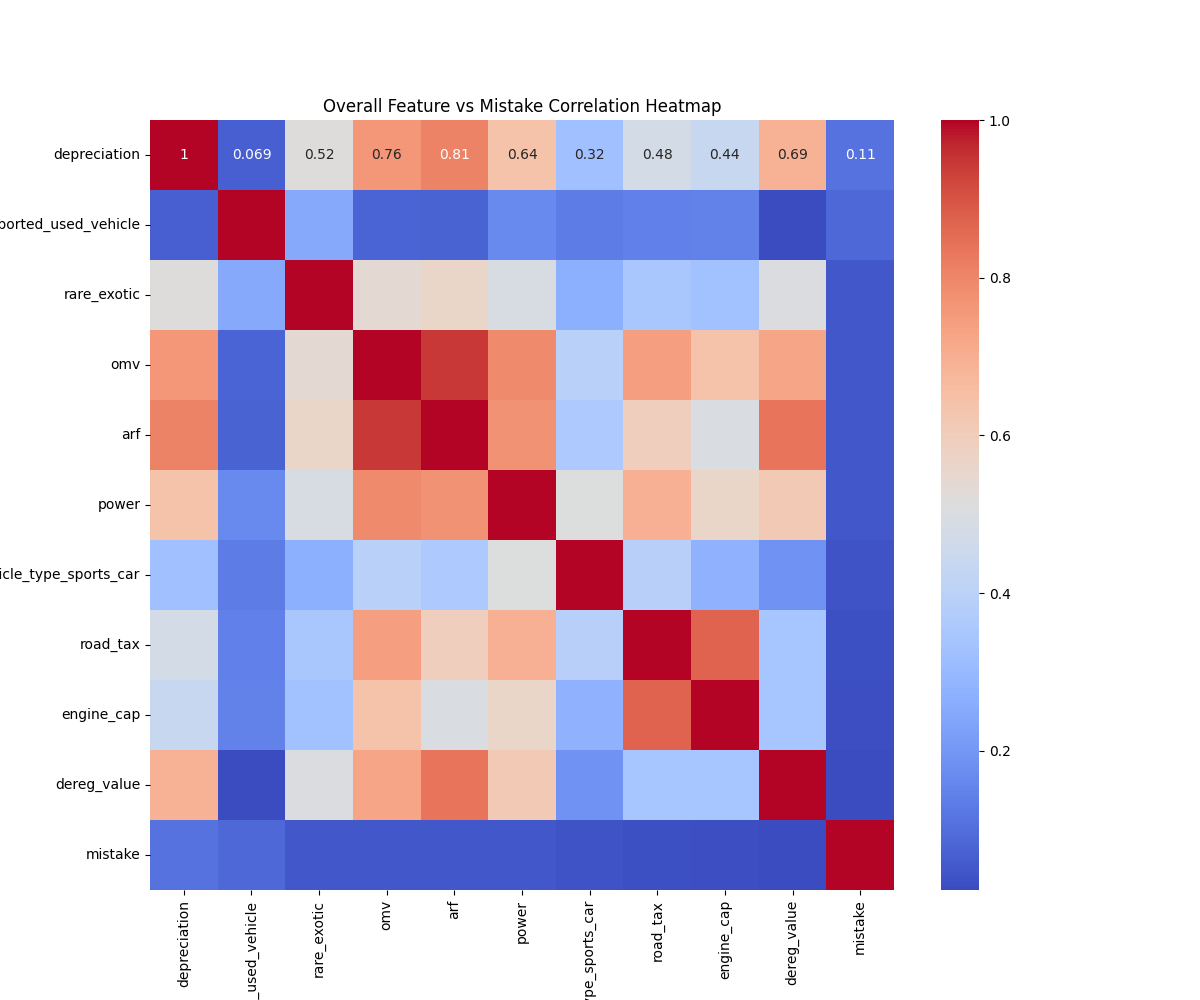 Overall Feature vs Mistake Correlation Heatmap
depreciation 1 0.069 0.52 0.76 0.81 0.64 0.32 0.48 0.44 0.69 0.11
ported_used_vehicle
rare_exotic
omv
arf
power
icle_type_sports_car
road_tax
engine_cap
dereg_value
mistake
depreciation
_used_vehicle
rare_exotic
omv
arf
power
ype_sports_car
road_tax
engine_cap
dereg_value
mistake
1.0
0.8
0.6
0.4
0.2